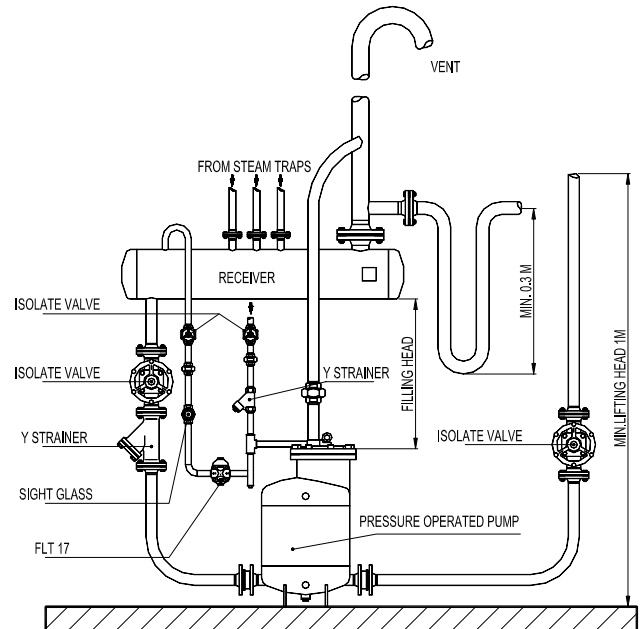 VENT
FROM STEAM TRAPS
RECEIVER
ISOLATE VALVE
MIN. 0.3 M
ISOLATE VALVE
Y STRAINER
FILLING HEAD
MIN.LIFTING HEAD 1M
Y STRAINER
ISOLATE VALVE
SIGHT GLASS
PRESSURE OPERATED PUMP
FLT 17